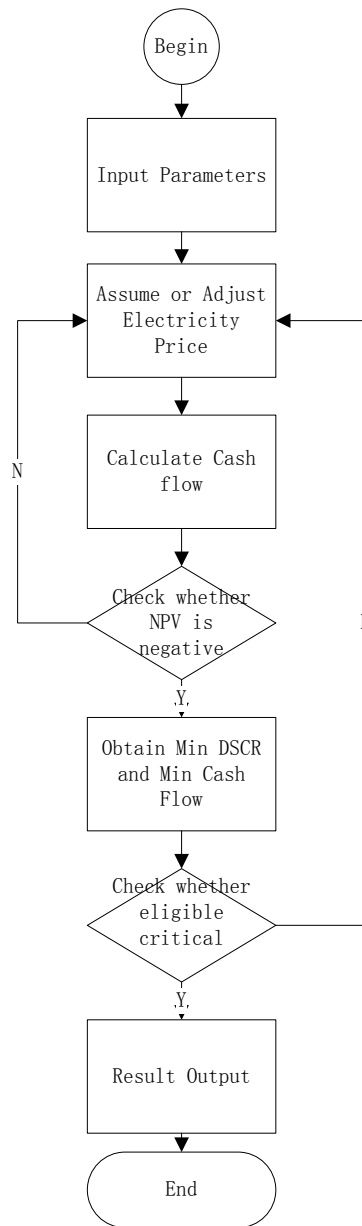 Begin
Input Parameters
Assume or Adjust
Electricity
Price
Calculate Cash
flow
N
Check whether
NPV is
negative
Y
Obtain Min DSCR
and Min Cash
Flow
Check whether
eligible
critical
Y
Result Output
End